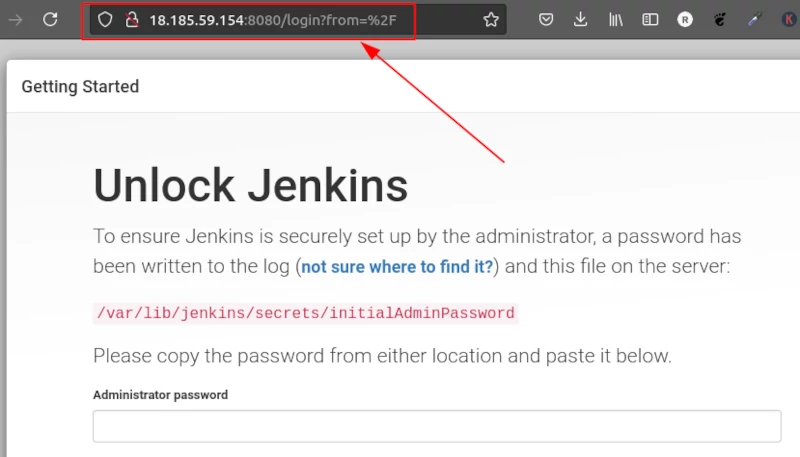 18.185.59.154:8080/login?from=%2F
R
K
Getting Started
Unlock Jenkins
To ensure Jenkins is securely set up by the administrator, a password has
been written to the log (not sure where to find it?) and this file on the server:
/var/lib/jenkins/secrets/initialAdminPassword
Please copy the password from either location and paste it below.
Administrator password